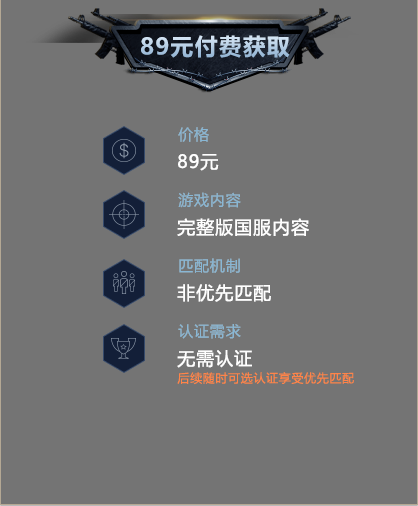 89元付费获取
价格
89元
游戏内容
完整版国服内容
匹配机制
非优先匹配
认证需求
无需认证
后续随时可选认证享受优先匹配